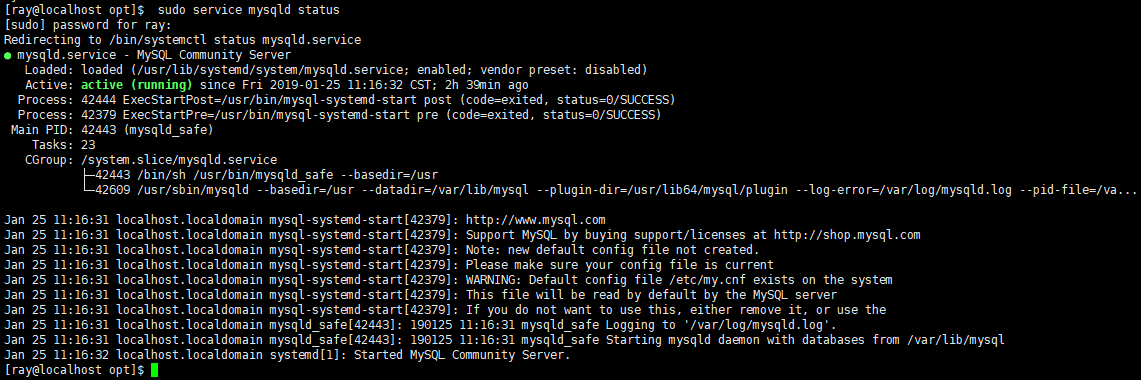 [ray@localhost opt]$  sudo service mysqld status
[sudo] password for ray:
Redirecting to /bin/systemctl status mysqld.service
● mysqld.service - MySQL Community Server
   Loaded: loaded (/usr/lib/systemd/system/mysqld.service; enabled; vendor preset: disabled)
   Active: active (running) since Fri 2019-01-25 11:16:32 CST; 2h 39min ago
  Process: 42444 ExecStartPost=/usr/bin/mysql-systemd-start post (code=exited, status=0/SUCCESS)
  Process: 42379 ExecStartPre=/usr/bin/mysql-systemd-start pre (code=exited, status=0/SUCCESS)
 Main PID: 42443 (mysqld_safe)
    Tasks: 23
   CGroup: /system.slice/mysqld.service
           ├─42443 /bin/sh /usr/bin/mysqld_safe --basedir=/usr
           └─42609 /usr/sbin/mysqld --basedir=/usr --datadir=/var/lib/mysql --plugin-dir=/usr/lib64/mysql/plugin --log-error=/var/log/mysqld.log --pid-file=/va...
Jan 25 11:16:31 localhost.localdomain mysql-systemd-start[42379]: http://www.mysql.com
Jan 25 11:16:31 localhost.localdomain mysql-systemd-start[42379]: Support MySQL by buying support/licenses at http://shop.mysql.com
Jan 25 11:16:31 localhost.localdomain mysql-systemd-start[42379]: Note: new default config file not created.
Jan 25 11:16:31 localhost.localdomain mysql-systemd-start[42379]: Please make sure your config file is current
Jan 25 11:16:31 localhost.localdomain mysql-systemd-start[42379]: WARNING: Default config file /etc/my.cnf exists on the system
Jan 25 11:16:31 localhost.localdomain mysql-systemd-start[42379]: This file will be read by default by the MySQL server
Jan 25 11:16:31 localhost.localdomain mysql-systemd-start[42379]: If you do not want to use this, either remove it, or use the
Jan 25 11:16:31 localhost.localdomain mysqld_safe[42443]: 190125 11:16:31 mysqld_safe Logging to '/var/log/mysqld.log'.
Jan 25 11:16:31 localhost.localdomain mysqld_safe[42443]: 190125 11:16:31 mysqld_safe Starting mysqld daemon with databases from /var/lib/mysql
Jan 25 11:16:32 localhost.localdomain systemd[1]: Started MySQL Community Server.
[ray@localhost opt]$